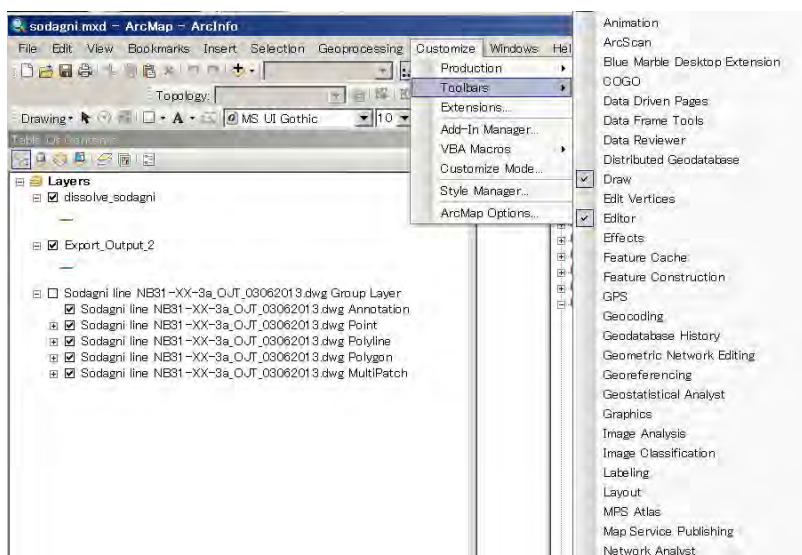 sodagni.mxd - ArcMap - ArcInfo
File Edit View Bookmarks Insert Selection Geoprocessing Customize Windows Hel
Topology:
Drawing A MS UI Gothic 10
Table Of Contents
Layers
dissolve_sodagni
Export_Output_2
Sodagni line NB31-XX-3a_OJT_03062013.dwg Group Layer
Sodagni line NB31-XX-3a_OJT_03062013.dwg Annotation
Sodagni line NB31-XX-3a_OJT_03062013.dwg Point
Sodagni line NB31-XX-3a_OJT_03062013.dwg Polyline
Sodagni line NB31-XX-3a_OJT_03062013.dwg Polygon
Sodagni line NB31-XX-3a_OJT_03062013.dwg MultiPatch
Production
Toolbars
Extensions...
Add-In Manager...
VBA Macros
Customize Mode...
Style Manager...
ArcMap Options...
Animation
ArcScan
Blue Marble Desktop Extension
COGO
Data Driven Pages
Data Frame Tools
Data Reviewer
Distributed Geodatabase
Draw
Edit Vertices
Editor
Effects
Feature Cache
Feature Construction
GPS
Geocoding
Geodatabase History
Geometric Network Editing
Georeferencing
Geostatistical Analyst
Graphics
Image Analysis
Image Classification
Labeling
Layout
MPS Atlas
Map Service Publishing
Network Analyst